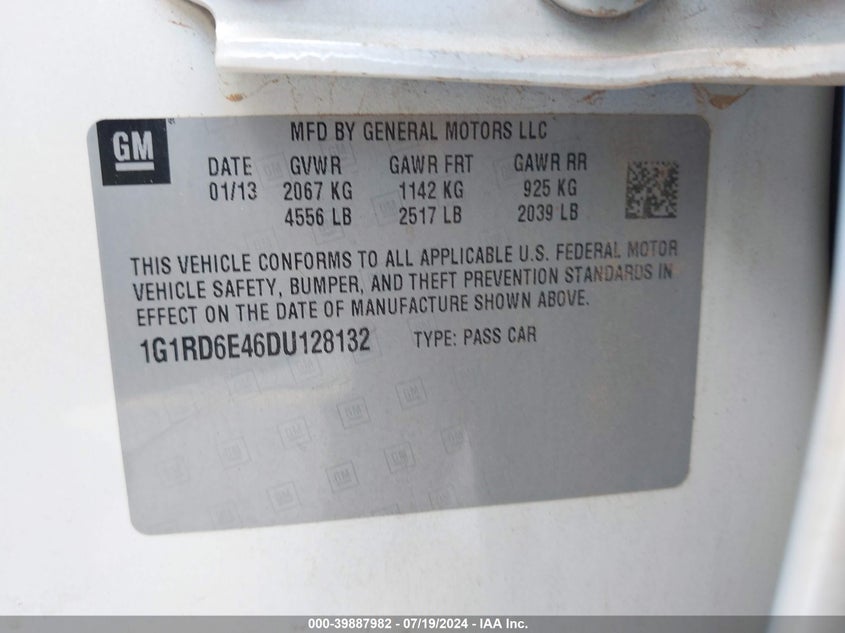 GM MFD BY GENERAL MOTORS LLC
DATE GVWR GAWR FRT GAWR RR
01/13 2067 KG 1142 KG 925 KG
4556 LB 2517 LB 2039 LB
THIS VEHICLE CONFORMS TO ALL APPLICABLE U.S. FEDERAL MOTOR
VEHICLE SAFETY, BUMPER, AND THEFT PREVENTION STANDARDS IN
EFFECT ON THE DATE OF MANUFACTURE SHOWN ABOVE.
1G1RD6E46DU128132 TYPE: PASS CAR
000-39887982 / 07/19/2024 - IAA Inc.